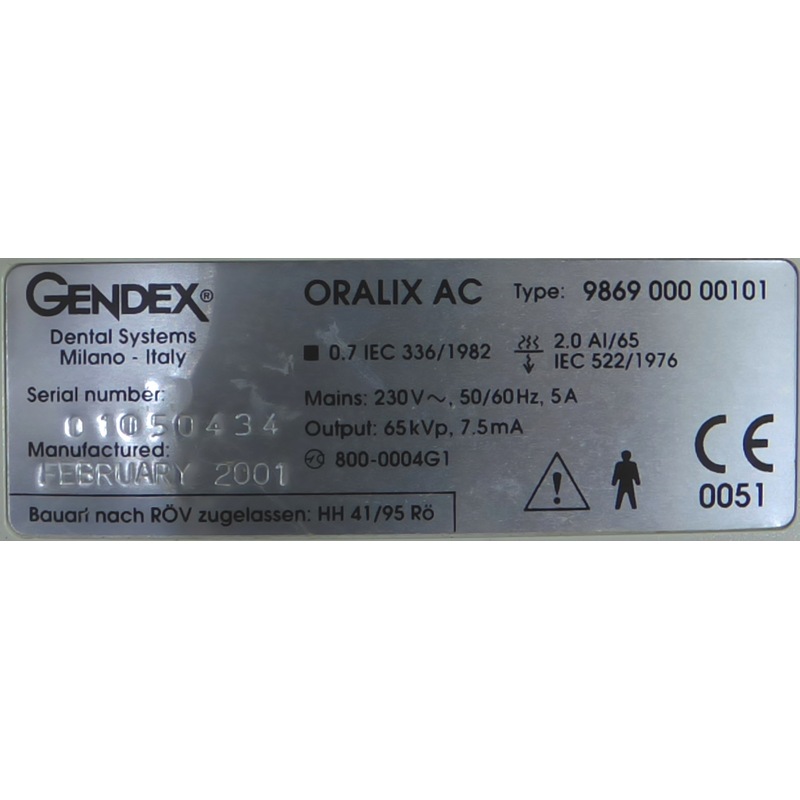 GENDEX®
Dental Systems
Milano - Italy
ORALIX AC Type: 9869 000 00101
0.7 IEC 336/1982
2.0 Al/65
IEC 522/1976
Serial number:
01050434
Mains: 230V~, 50/60Hz, 5A
Output: 65kVp, 7.5mA
Manufactured:
FEBRUARY 2001
800-0004G1
CE
0051
Bauart nach RÖV zugelassen: HH 41/95 Rö